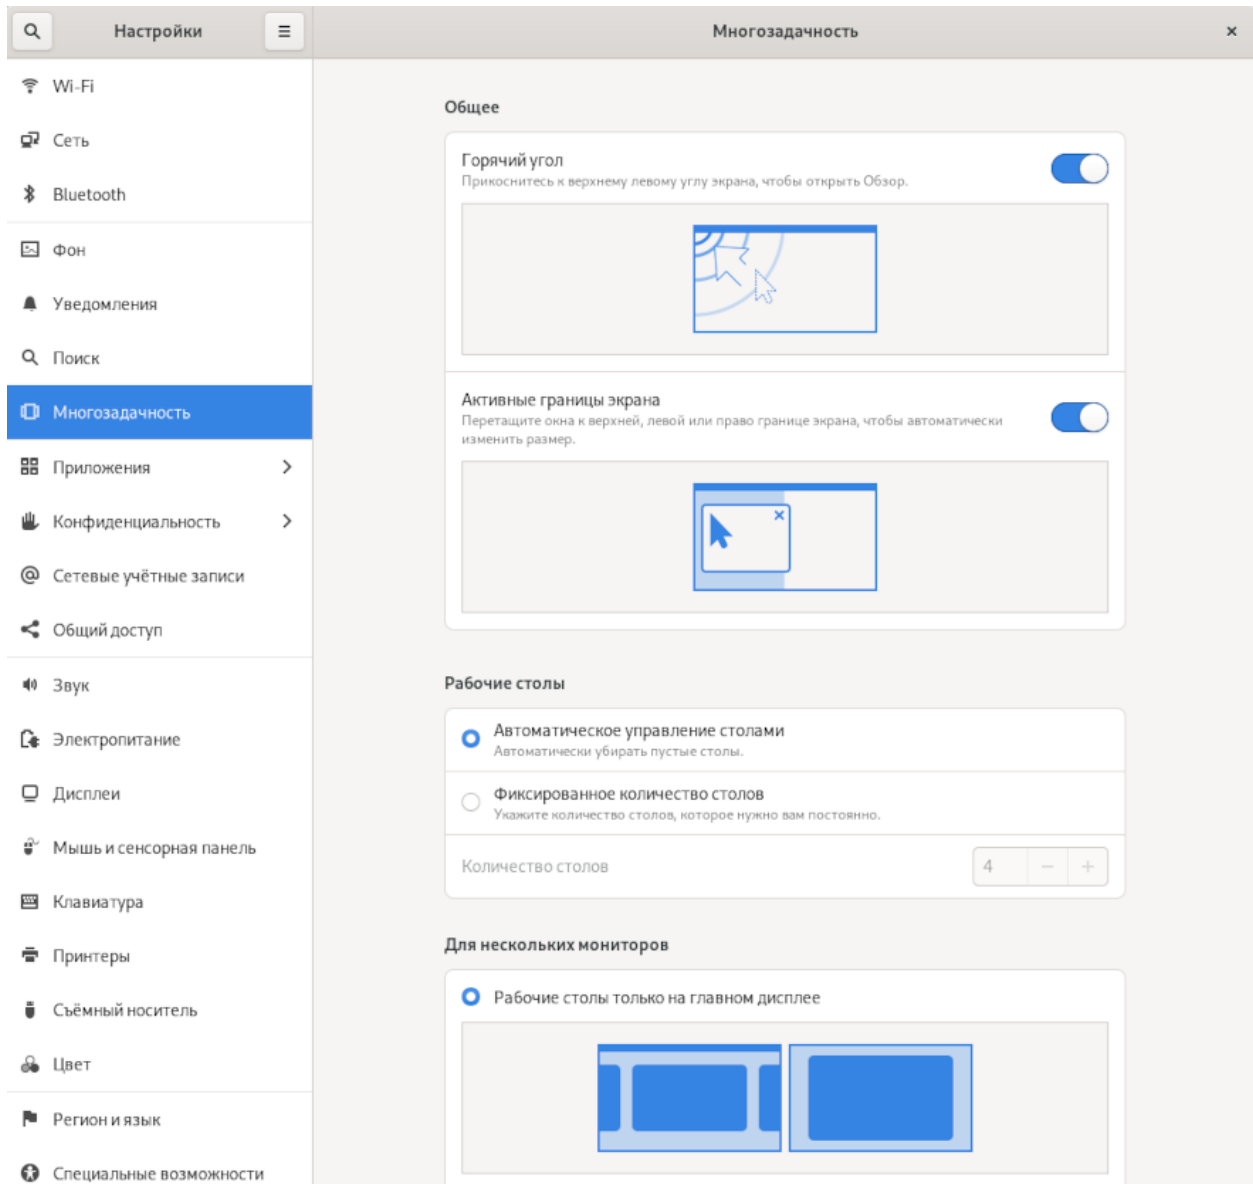 Настройки
Многозадачность
Wi-Fi
Сеть
Bluetooth
Фон
Уведомления
Поиск
Многозадачность
Приложения
Конфиденциальность
Сетевые учётные записи
Общий доступ
Звук
Электропитание
Дисплеи
Мышь и сенсорная панель
Клавиатура
Принтеры
Съёмный носитель
Цвет
Регион и язык
Специальные возможности
Общее
Горячий угол
Прикоснитесь к верхнему левому углу экрана, чтобы открыть Обзор.
Активные границы экрана
Перетащите окна к верхней, левой или право границе экрана, чтобы автоматически
изменить размер.
Рабочие столы
Автоматическое управление столами
Автоматически убирать пустые столы.
Фиксированное количество столов
Укажите количество столов, которое нужно вам постоянно.
Количество столов 4
Для нескольких мониторов
Рабочие столы только на главном дисплее